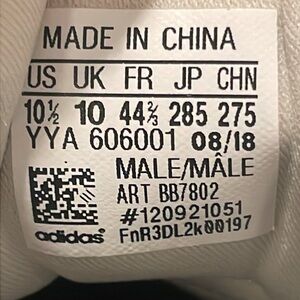 MADE IN CHINA
US UK FR JP CHN
10½ 10 44⅔ 285 275
YYA 606001 08/18
MALE/MÂLE
ART BB7802
#120921051
adidas® FnR3DL2k00197